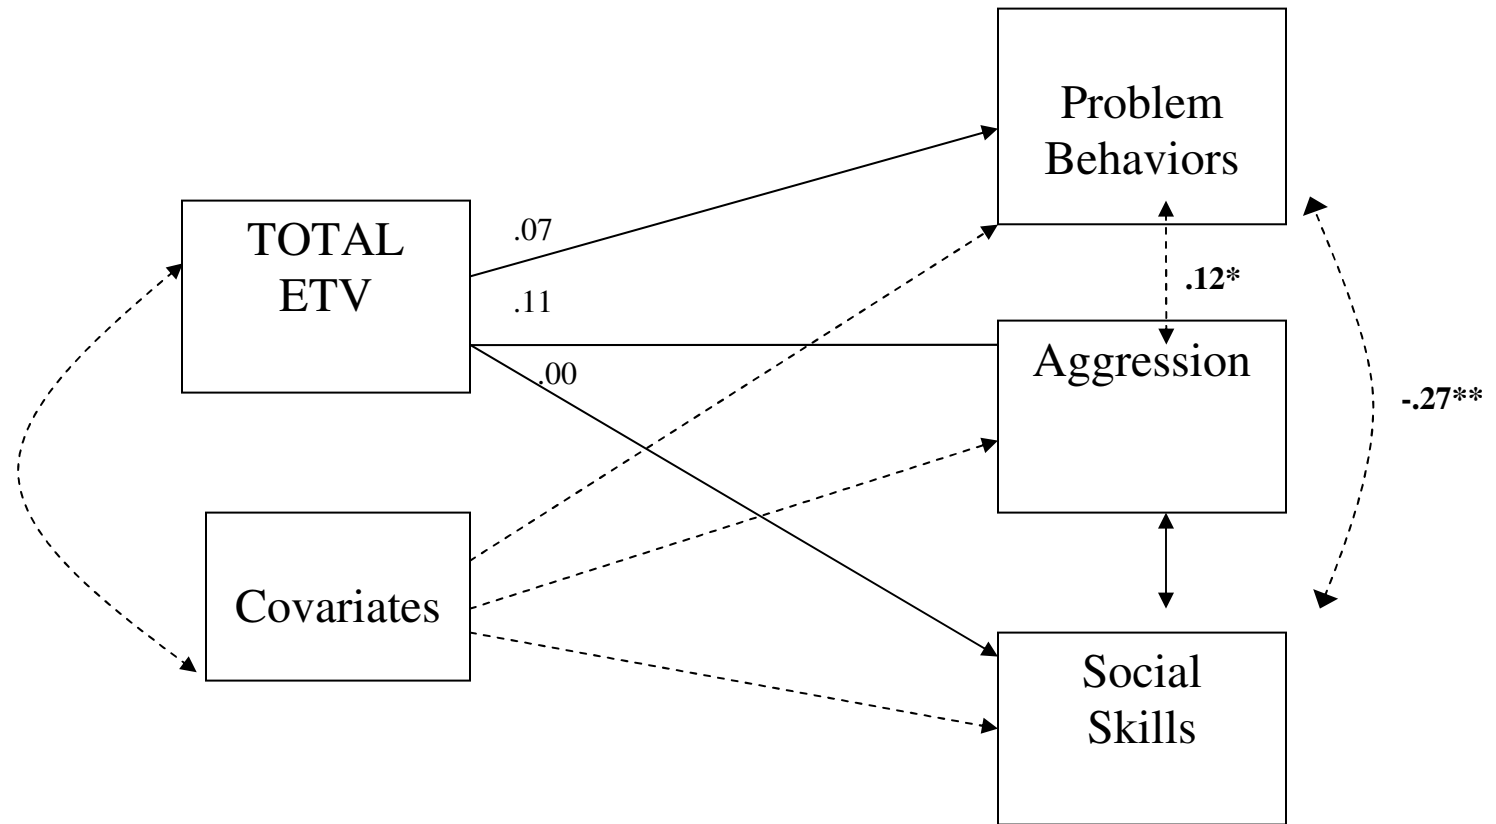 Problem
Behaviors
TOTAL
ETV
.07
.12*
.11
Aggression
.00
-.27**
Covariates
Social
Skills